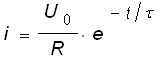 i = U₀/R · e^(−t/τ)